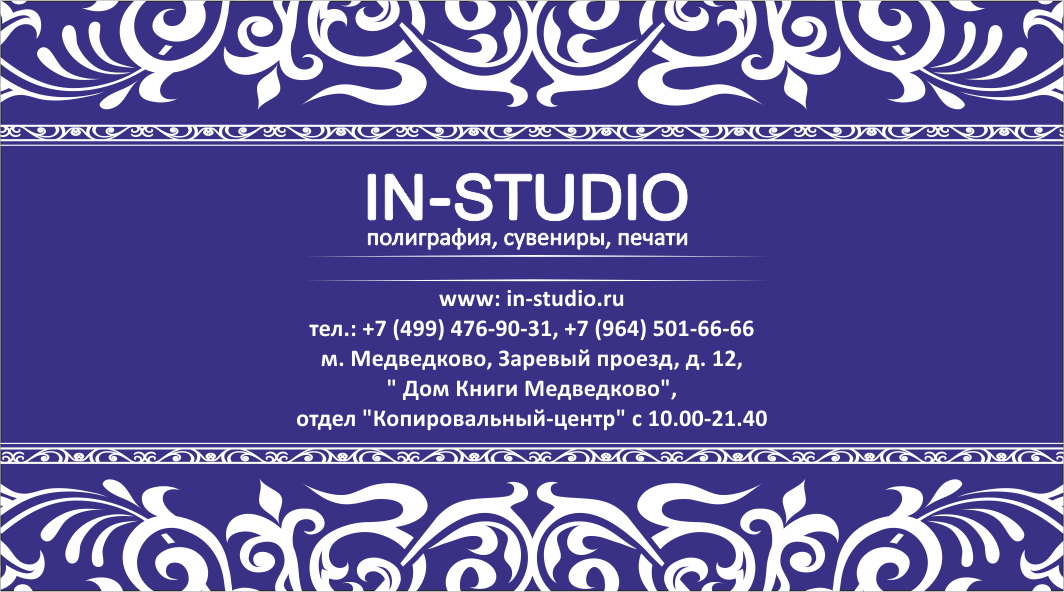 IN-STUDIO
полиграфия, сувениры, печати
www: in-studio.ru
тел.: +7 (499) 476-90-31, +7 (964) 501-66-66
м. Медведково, Заревый проезд, д. 12,
" Дом Книги Медведково",
отдел "Копировальный-центр" с 10.00-21.40